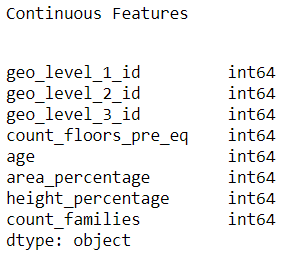 Continuous Features
geo_level_1_id int64
geo_level_2_id int64
geo_level_3_id int64
count_floors_pre_eq int64
age int64
area_percentage int64
height_percentage int64
count_families int64
dtype: object